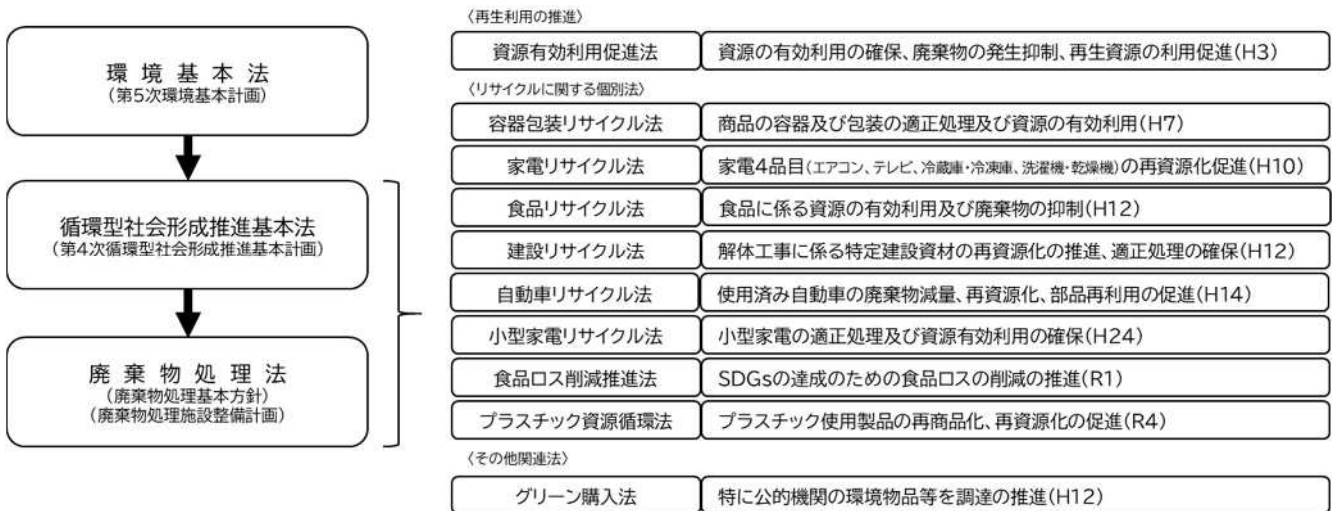 環境基本法
(第5次環境基本計画)
循環型社会形成推進基本法
(第4次循環型社会形成推進基本計画)
廃棄物処理法
(廃棄物処理基本方針)
(廃棄物処理施設整備計画)
〈再生利用の推進〉
資源有効利用促進法 資源の有効利用の確保、廃棄物の発生抑制、再生資源の利用促進(H3)
〈リサイクルに関する個別法〉
容器包装リサイクル法 商品の容器及び包装の適正処理及び資源の有効利用(H7)
家電リサイクル法 家電4品目(エアコン、テレビ、冷蔵庫・冷凍庫、洗濯機・乾燥機)の再資源化促進(H10)
食品リサイクル法 食品に係る資源の有効利用及び廃棄物の抑制(H12)
建設リサイクル法 解体工事に係る特定建設資材の再資源化の推進、適正処理の確保(H12)
自動車リサイクル法 使用済み自動車の廃棄物減量、再資源化、部品再利用の促進(H14)
小型家電リサイクル法 小型家電の適正処理及び資源有効利用の確保(H24)
食品ロス削減推進法 SDGsの達成のための食品ロスの削減の推進(R1)
プラスチック資源循環法 プラスチック使用製品の再商品化、再資源化の促進(R4)
〈その他関連法〉
グリーン購入法 特に公的機関の環境物品等を調達の推進(H12)